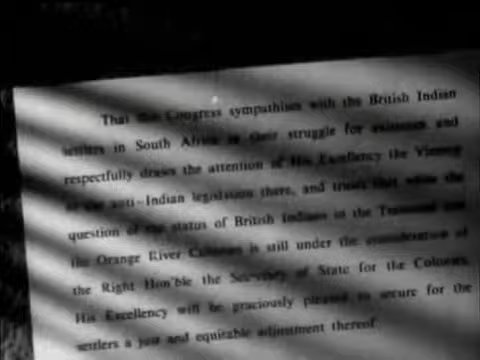 That this Congress sympathises with the British Indian
settlers in South Africa in their struggle for existence and
respectfully draws the attention of His Excellency the Viceroy
to the anti-Indian legislation there, and trusts that while the
question of the status of British Indians in the Transvaal and
the Orange River Colonies is still under the consideration of
the Right Hon'ble the Secretary of State for the Colonies,
His Excellency will be graciously pleased to secure for the
settlers a just and equitable adjustment thereof